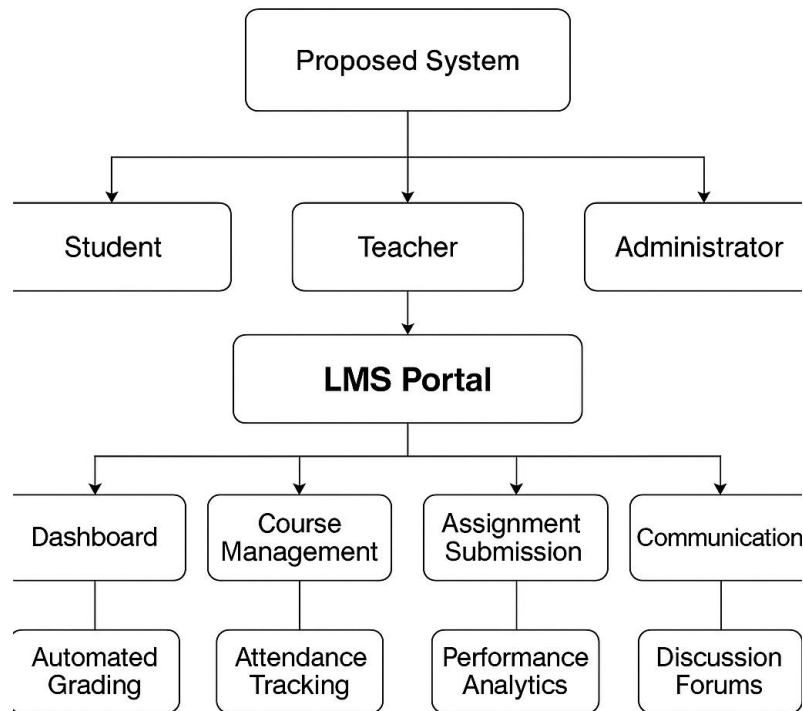 Proposed System
Student
Teacher
Administrator
LMS Portal
Dashboard
Course
Management
Assignment
Submission
Communication
Automated
Grading
Attendance
Tracking
Performance
Analytics
Discussion
Forums